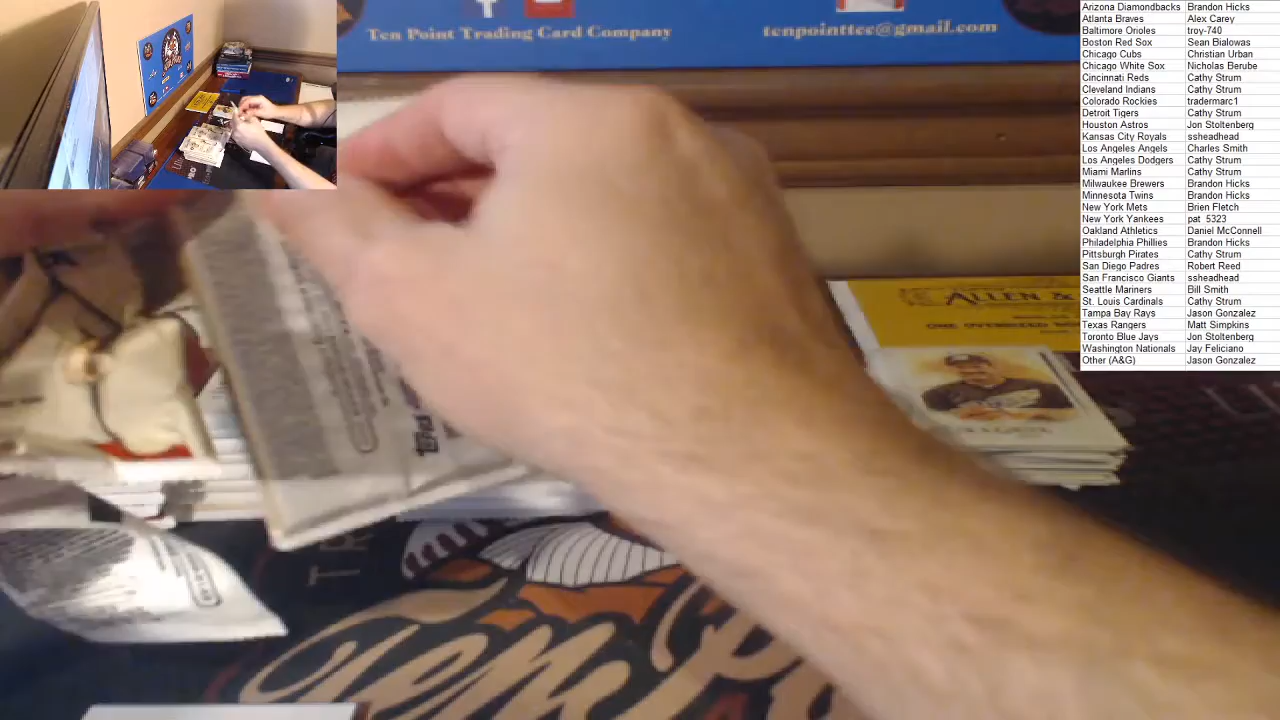 Ten Point Trading Card Company
tenpointtcc@gmail.com
Arizona Diamondbacks Brandon Hicks
Atlanta Braves Alex Carey
Baltimore Orioles troy-740
Boston Red Sox Sean Bialowas
Chicago Cubs Christian Urban
Chicago White Sox Nicholas Berube
Cincinnati Reds Cathy Strum
Cleveland Indians Cathy Strum
Colorado Rockies tradermarc1
Detroit Tigers Cathy Strum
Houston Astros Jon Stoltenberg
Kansas City Royals ssheadhead
Los Angeles Angels Charles Smith
Los Angeles Dodgers Cathy Strum
Miami Marlins Cathy Strum
Milwaukee Brewers Brandon Hicks
Minnesota Twins Brandon Hicks
New York Mets Brien Fletch
New York Yankees pat_5323
Oakland Athletics Daniel McConnell
Philadelphia Phillies Brandon Hicks
Pittsburgh Pirates Cathy Strum
San Diego Padres Robert Reed
San Francisco Giants ssheadhead
Seattle Mariners Bill Smith
St. Louis Cardinals Cathy Strum
Tampa Bay Rays Jason Gonzalez
Texas Rangers Matt Simpkins
Toronto Blue Jays Jon Stoltenberg
Washington Nationals Jay Feliciano
Other (A&G) Jason Gonzalez
ALLEN &
ONE OVERSIZED
Topps
Ten Po